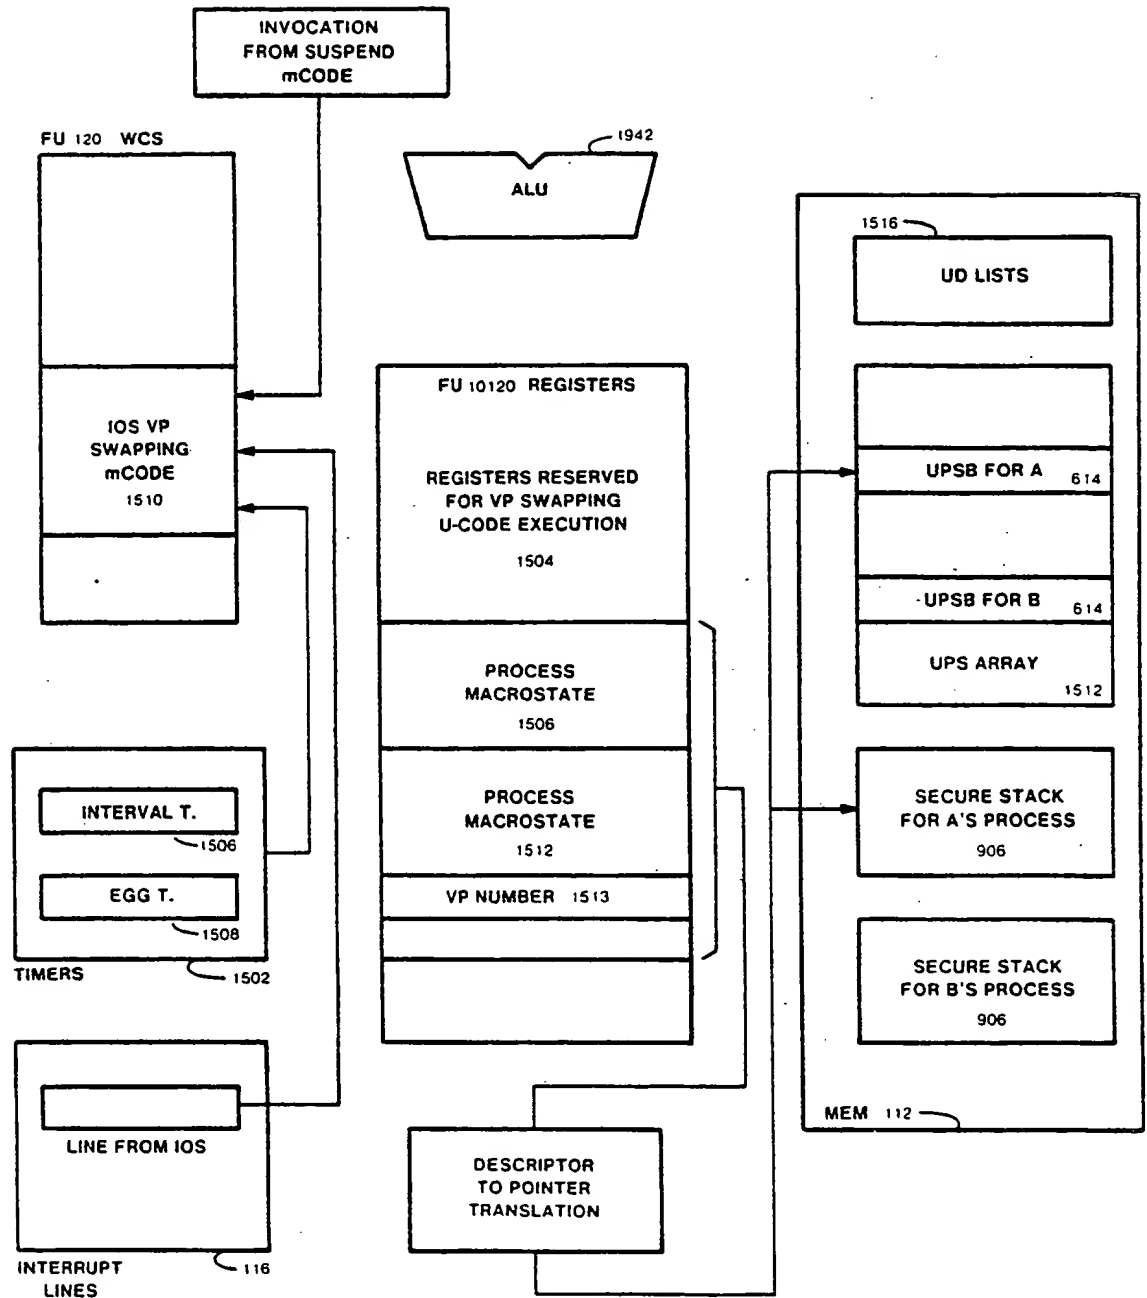 INVOCATION
FROM SUSPEND
mCODE
FU 120 WCS
1942
ALU
1516
UD LISTS
FU 10120 REGISTERS
IOS VP
SWAPPING
mCODE
1510
REGISTERS RESERVED
FOR VP SWAPPING
U-CODE EXECUTION
1504
UPSB FOR A 614
UPSB FOR B 614
UPS ARRAY
1512
PROCESS
MACROSTATE
1506
PROCESS
MACROSTATE
1512
VP NUMBER 1513
INTERVAL T.
1506
EGG T.
1508
TIMERS
1502
SECURE STACK
FOR A'S PROCESS
906
SECURE STACK
FOR B'S PROCESS
906
MEM 112
LINE FROM IOS
116
INTERRUPT
LINES
DESCRIPTOR
TO POINTER
TRANSLATION